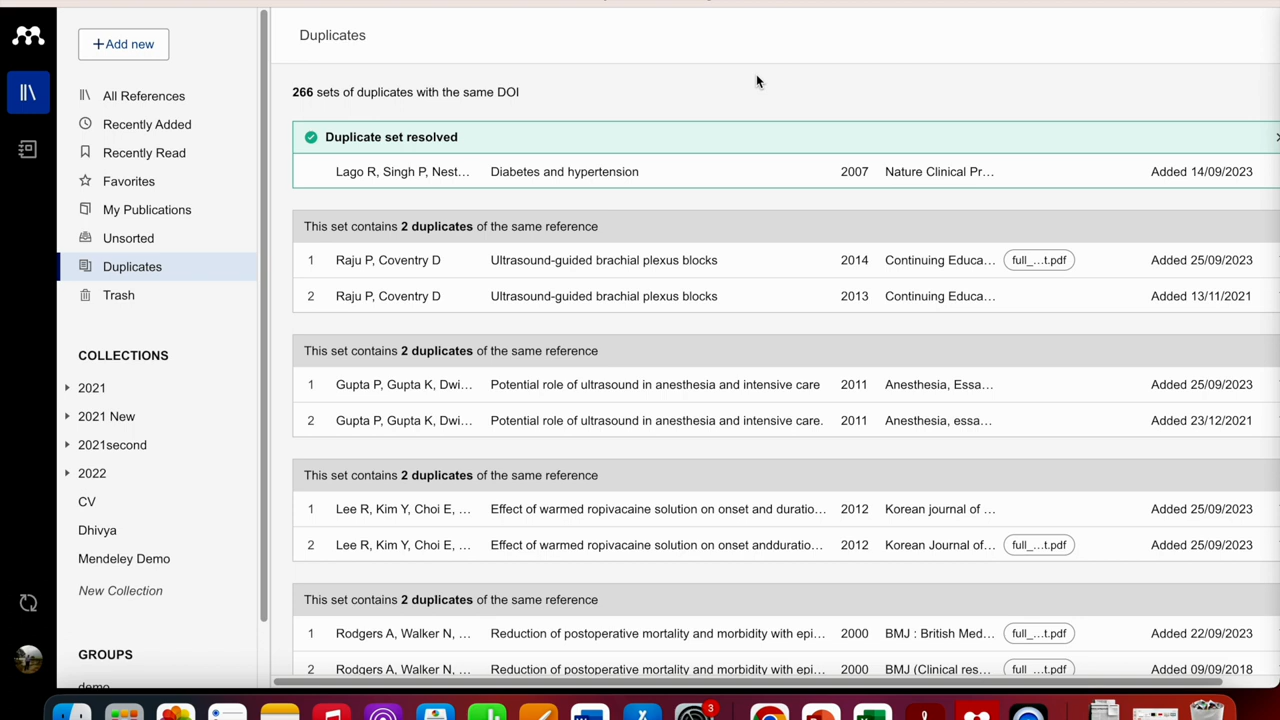 +Add new
All References
Recently Added
Recently Read
Favorites
My Publications
Unsorted
Duplicates
Trash
COLLECTIONS
2021
2021 New
2021second
2022
CV
Dhivya
Mendeley Demo
New Collection
GROUPS
demo
Duplicates
266 sets of duplicates with the same DOI
Duplicate set resolved
Lago R, Singh P, Nest... Diabetes and hypertension 2007 Nature Clinical Pr... Added 14/09/2023
This set contains 2 duplicates of the same reference
1 Raju P, Coventry D Ultrasound-guided brachial plexus blocks 2014 Continuing Educa... full_...t.pdf Added 25/09/2023
2 Raju P, Coventry D Ultrasound-guided brachial plexus blocks 2013 Continuing Educa... Added 13/11/2021
This set contains 2 duplicates of the same reference
1 Gupta P, Gupta K, Dwi... Potential role of ultrasound in anesthesia and intensive care 2011 Anesthesia, Essa... Added 25/09/2023
2 Gupta P, Gupta K, Dwi... Potential role of ultrasound in anesthesia and intensive care. 2011 Anesthesia, essa... Added 23/12/2021
This set contains 2 duplicates of the same reference
1 Lee R, Kim Y, Choi E, ... Effect of warmed ropivacaine solution on onset and duratio... 2012 Korean journal of ... Added 25/09/2023
2 Lee R, Kim Y, Choi E, ... Effect of warmed ropivacaine solution on onset andduratio... 2012 Korean Journal of... full_...t.pdf Added 25/09/2023
This set contains 2 duplicates of the same reference
1 Rodgers A, Walker N, ... Reduction of postoperative mortality and morbidity with epi... 2000 BMJ : British Med... full_...t.pdf Added 22/09/2023
2 Rodgers A, Walker N, ... Reduction of postoperative mortality and morbidity with epi... 2000 BMJ (Clinical res... full_...t.pdf Added 09/09/2018
3